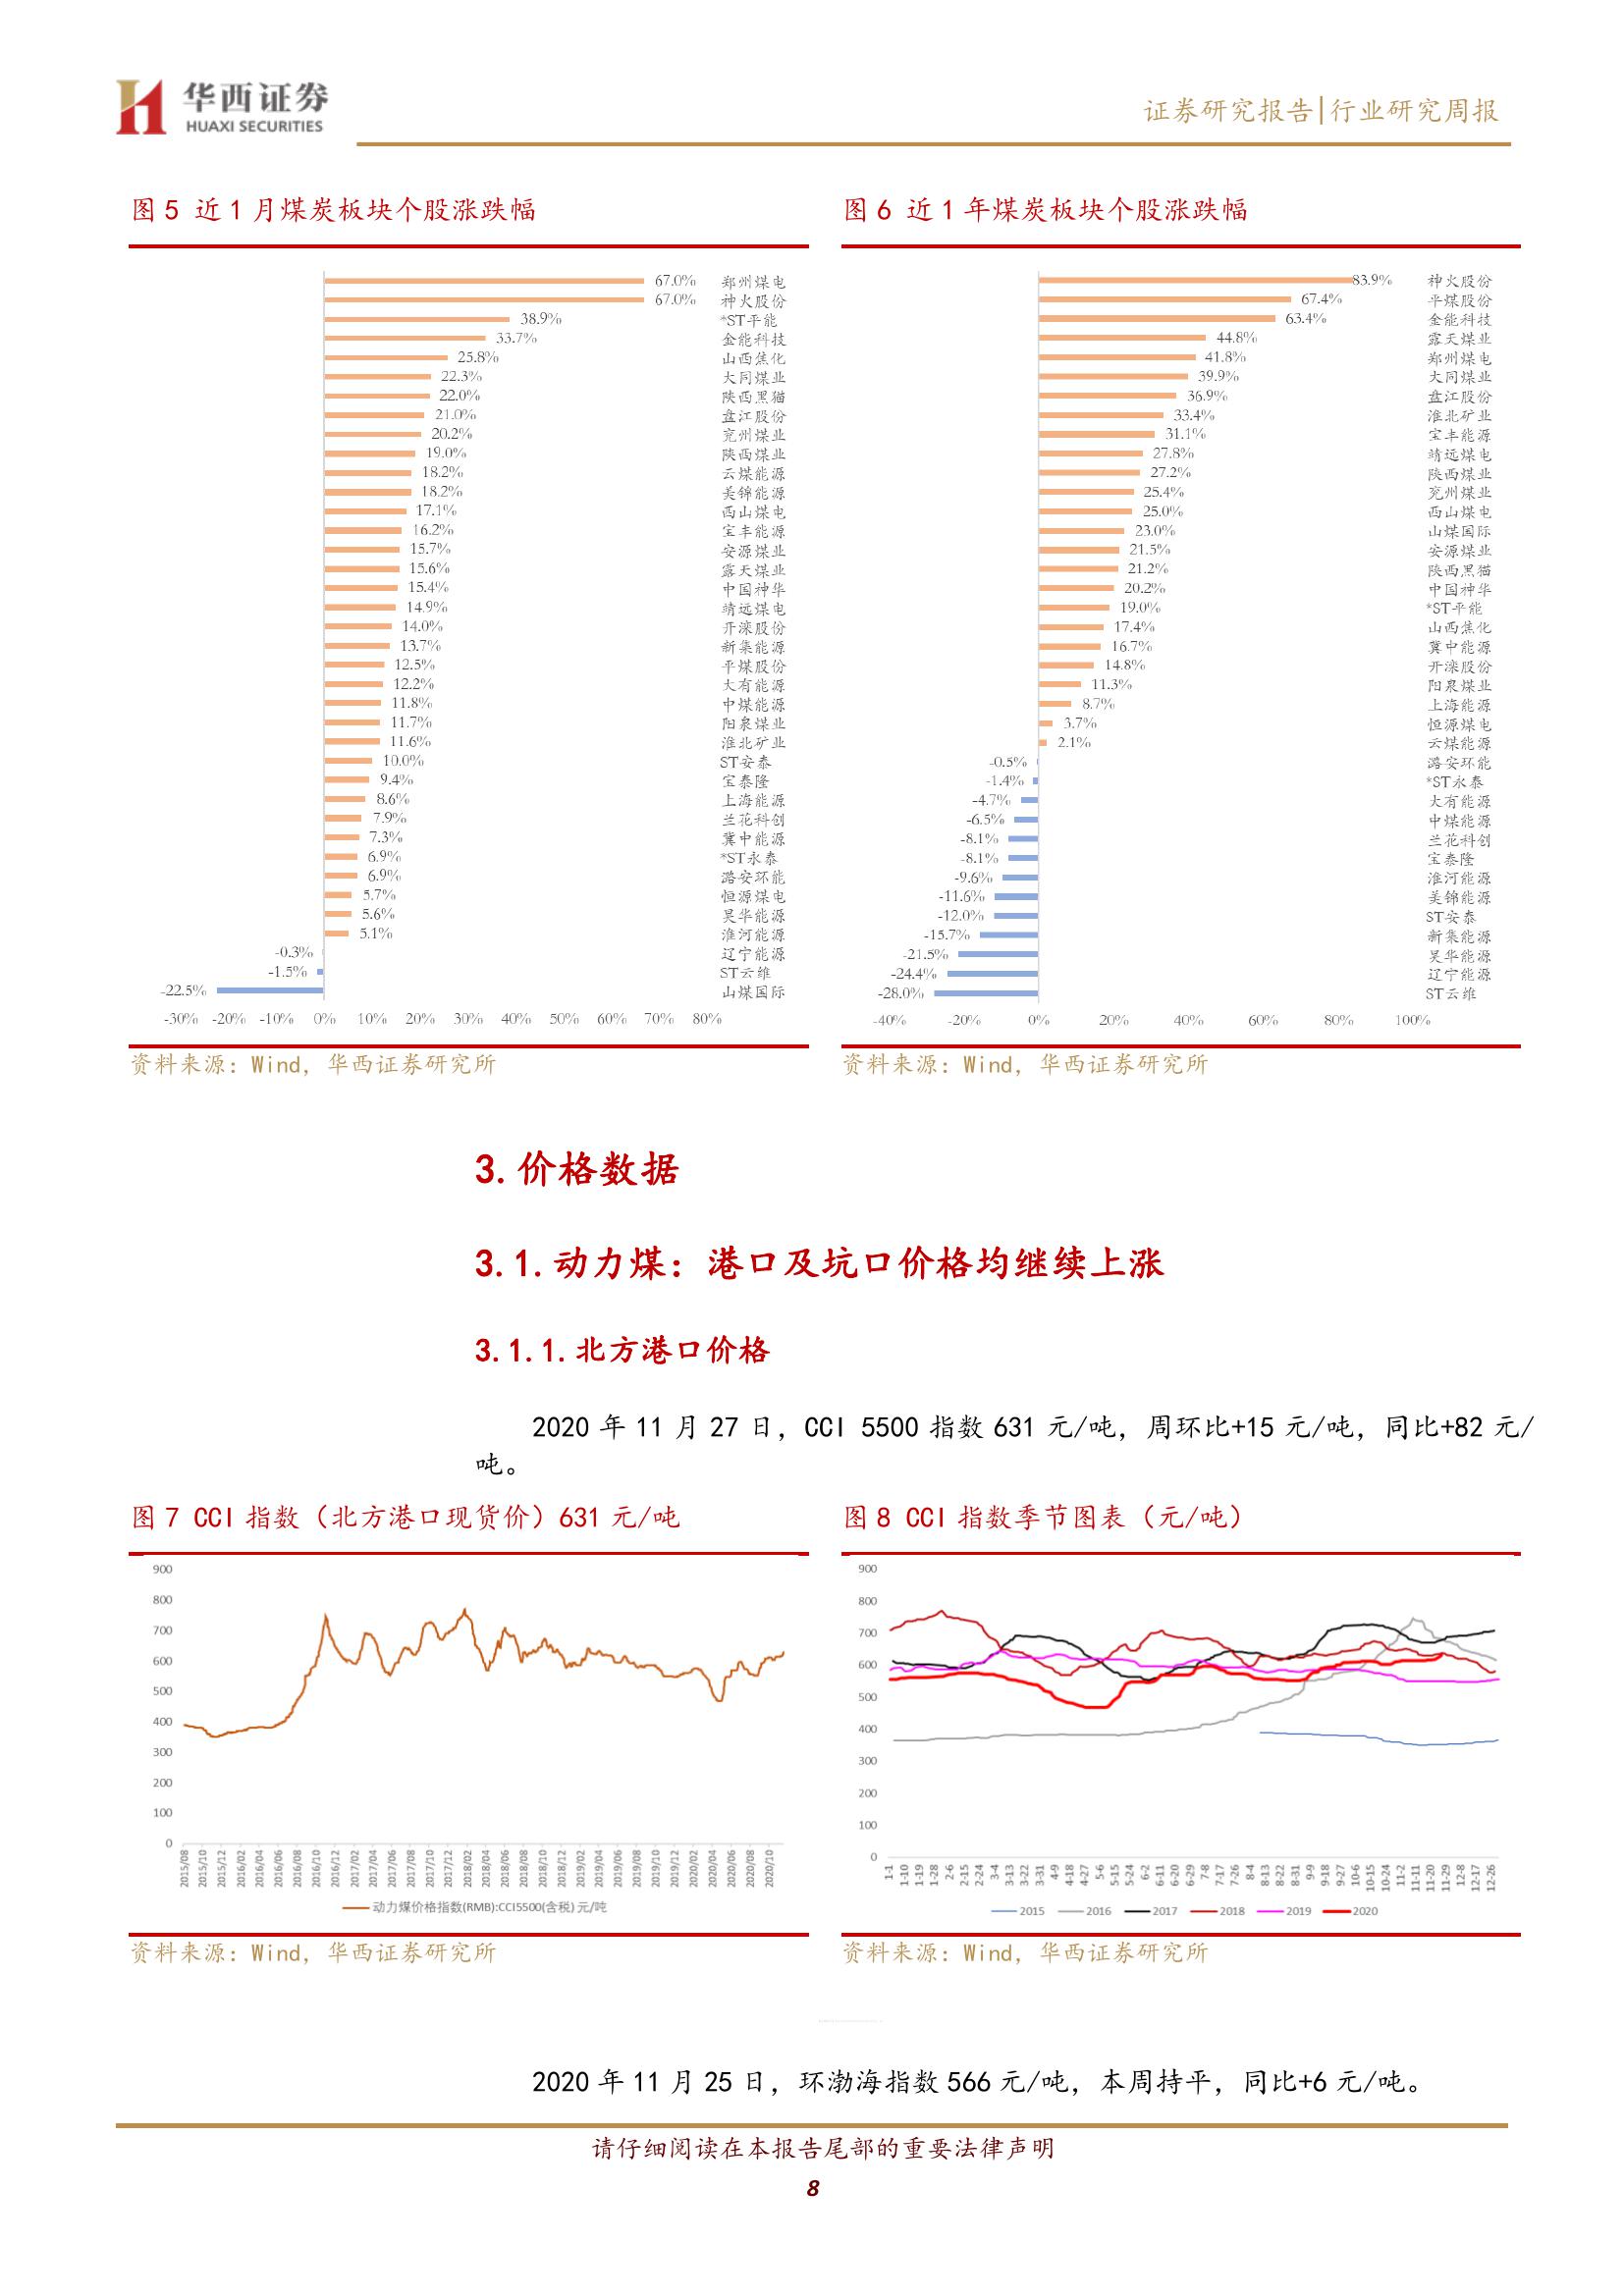 华西证券
HUAXI SECURITIES
证券研究报告|行业研究周报
图 5 近 1 月煤炭板块个股涨跌幅
67.0% 郑州煤电
67.0% 神火股份
38.9% *ST平能
33.7% 金能科技
25.8% 山西焦化
22.3% 大同煤业
22.0% 陕西黑猫
21.0% 盘江股份
20.2% 兖州煤业
19.0% 陕西煤业
18.2% 云煤能源
18.2% 美锦能源
17.1% 西山煤电
16.2% 宝丰能源
15.7% 安源煤业
15.6% 露天煤业
15.4% 中国神华
14.9% 靖远煤电
14.0% 开滦股份
13.7% 新集能源
12.5% 平煤股份
12.2% 大有能源
11.8% 中煤能源
11.7% 阳泉煤业
11.6% 淮北矿业
10.0% ST安泰
9.4% 宝泰隆
8.6% 上海能源
7.9% 兰花科创
7.3% 冀中能源
6.9% *ST永泰
6.9% 潞安环能
5.7% 恒源煤电
5.6% 昊华能源
5.1% 淮河能源
-0.3% 辽宁能源
-1.5% ST云维
-22.5% 山煤国际
-30% -20% -10% 0% 10% 20% 30% 40% 50% 60% 70% 80%
资料来源：Wind，华西证券研究所
图 6 近 1 年煤炭板块个股涨跌幅
83.9% 神火股份
67.4% 平煤股份
63.4% 金能科技
44.8% 露天煤业
41.8% 郑州煤电
39.9% 大同煤业
36.9% 盘江股份
33.4% 淮北矿业
31.1% 宝丰能源
27.8% 靖远煤电
27.2% 陕西煤业
25.4% 兖州煤业
25.0% 西山煤电
23.0% 山煤国际
21.5% 安源煤业
21.2% 陕西黑猫
20.2% 中国神华
19.0% *ST平能
17.4% 山西焦化
16.7% 冀中能源
14.8% 开滦股份
11.3% 阳泉煤业
8.7% 上海能源
3.7% 恒源煤电
2.1% 云煤能源
-0.5% 潞安环能
-1.4% *ST永泰
-4.7% 大有能源
-6.5% 中煤能源
-8.1% 兰花科创
-8.1% 宝泰隆
-9.6% 淮河能源
-11.6% 美锦能源
-12.0% ST安泰
-15.7% 新集能源
-21.5% 昊华能源
-24.4% 辽宁能源
-28.0% ST云维
-40% -20% 0% 20% 40% 60% 80% 100%
资料来源：Wind，华西证券研究所
3.价格数据
3.1.动力煤：港口及坑口价格均继续上涨
3.1.1.北方港口价格
2020 年 11 月 27 日，CCI 5500 指数 631 元/吨，周环比+15 元/吨，同比+82 元/
吨。
图 7 CCI 指数（北方港口现货价）631 元/吨
900
800
700
600
500
400
300
200
100
0
2015/08 2015/10 2015/12 2016/02 2016/04 2016/06 2016/08 2016/10 2016/12 2017/02 2017/04 2017/06 2017/08 2017/10 2017/12 2018/02 2018/04 2018/06 2018/08 2018/10 2018/12 2019/02 2019/04 2019/06 2019/08 2019/10 2019/12 2020/02 2020/04 2020/06 2020/08 2020/10
动力煤价格指数(RMB):CCI5500(含税) 元/吨
资料来源：Wind，华西证券研究所
图 8 CCI 指数季节图表（元/吨）
900
800
700
600
500
400
300
200
100
0
1-1 1-10 1-19 1-28 2-6 2-15 2-24 3-4 3-13 3-22 3-31 4-9 4-18 4-27 5-6 5-15 5-24 6-2 6-11 6-20 6-29 7-8 7-17 7-26 8-4 8-13 8-22 8-31 9-9 9-18 9-27 10-6 10-15 10-24 11-2 11-11 11-20 11-29 12-8 12-17 12-26
2015 2016 2017 2018 2019 2020
资料来源：Wind，华西证券研究所
2020 年 11 月 25 日，环渤海指数 566 元/吨，本周持平，同比+6 元/吨。
请仔细阅读在本报告尾部的重要法律声明
8